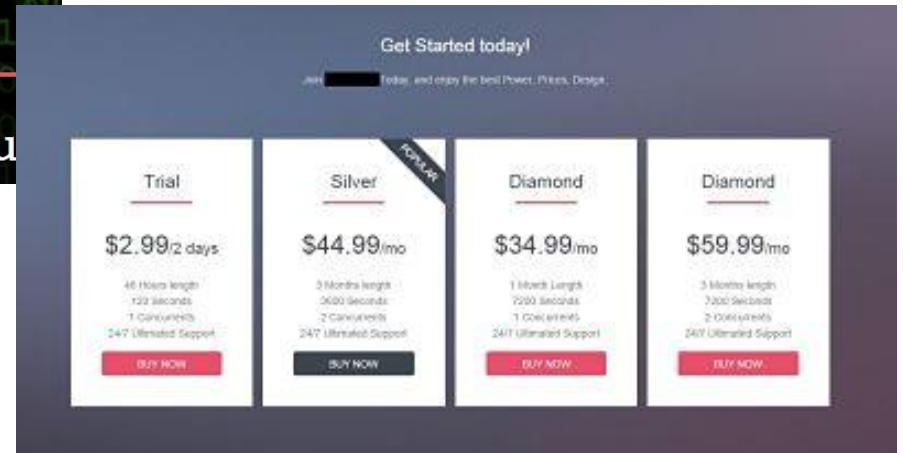 u
Get Started today!
Join Today, and enjoy the best Power, Prices, Design.
POPULAR
Trial
$2.99/2 days
48 Hours length
120 Seconds
1 Concurrents
24/7 Ultimated Support
BUY NOW
Silver
$44.99/mo
3 Months length
3600 Seconds
2 Concurrents
24/7 Ultimated Support
BUY NOW
Diamond
$34.99/mo
1 Month Length
7200 Seconds
1 Concurrents
24/7 Ultimated Support
BUY NOW
Diamond
$59.99/mo
3 Months length
7200 Seconds
2 Concurrents
24/7 Ultimated Support
BUY NOW